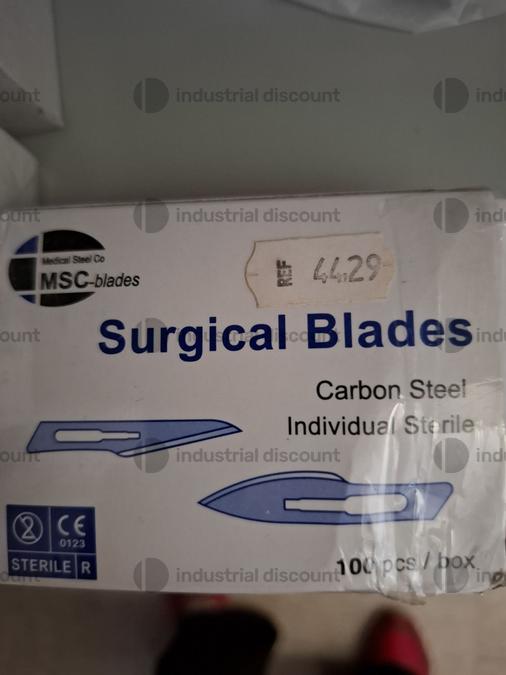 industrial discount
Medical Steel Co
MSC-blades
REF 44.29
Surgical Blades
Carbon Steel
Individual Sterile
2
CE
0123
STERILE R
100 pcs / box